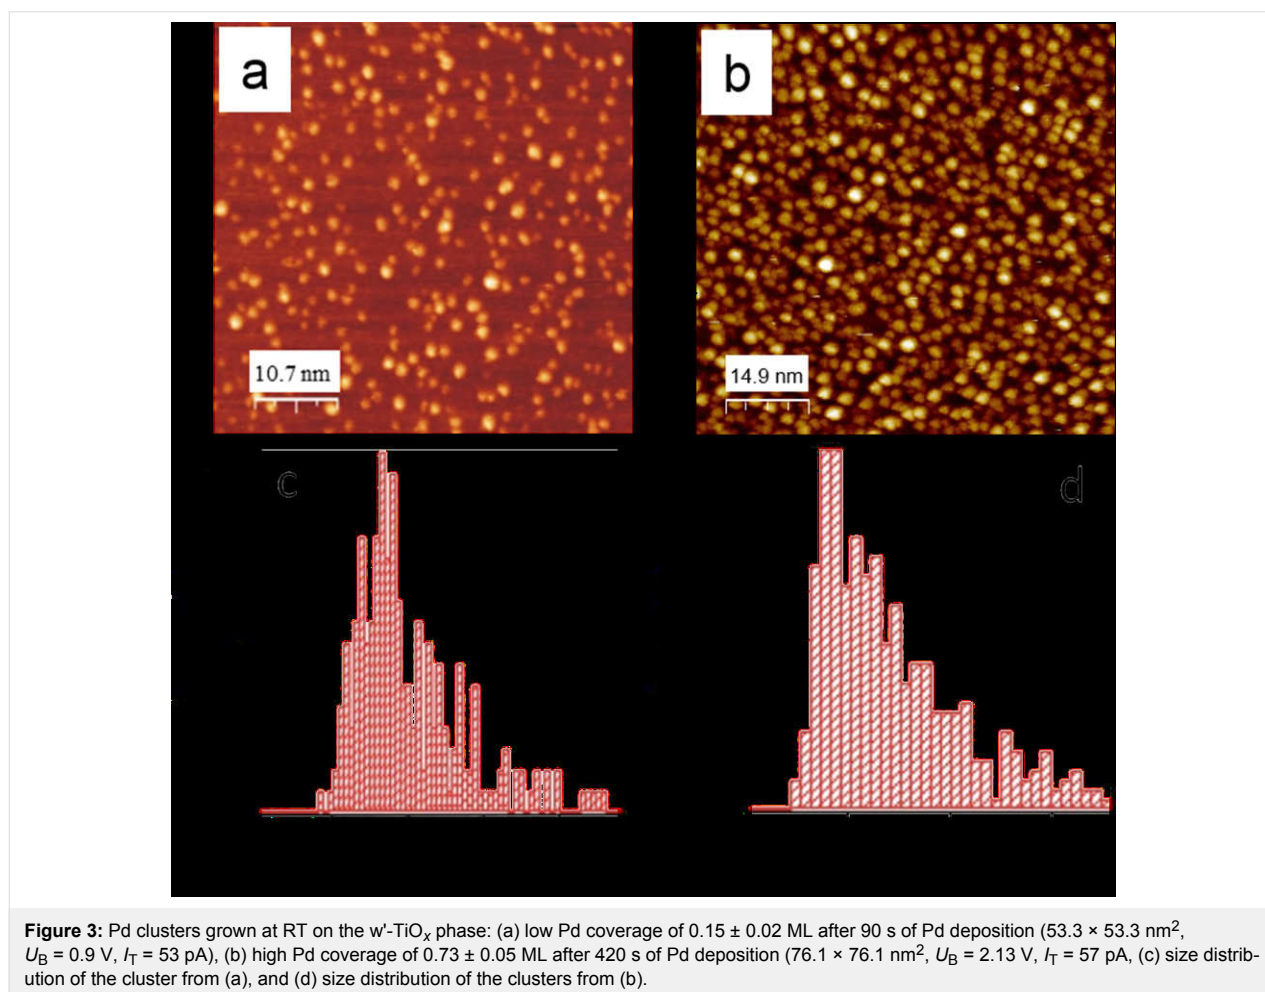 a
b
10.7 nm
14.9 nm
c
d
Figure 3: Pd clusters grown at RT on the w'-TiOx phase: (a) low Pd coverage of 0.15 ± 0.02 ML after 90 s of Pd deposition (53.3 × 53.3 nm²,
UB = 0.9 V, IT = 53 pA), (b) high Pd coverage of 0.73 ± 0.05 ML after 420 s of Pd deposition (76.1 × 76.1 nm², UB = 2.13 V, IT = 57 pA, (c) size distrib-
ution of the cluster from (a), and (d) size distribution of the clusters from (b).